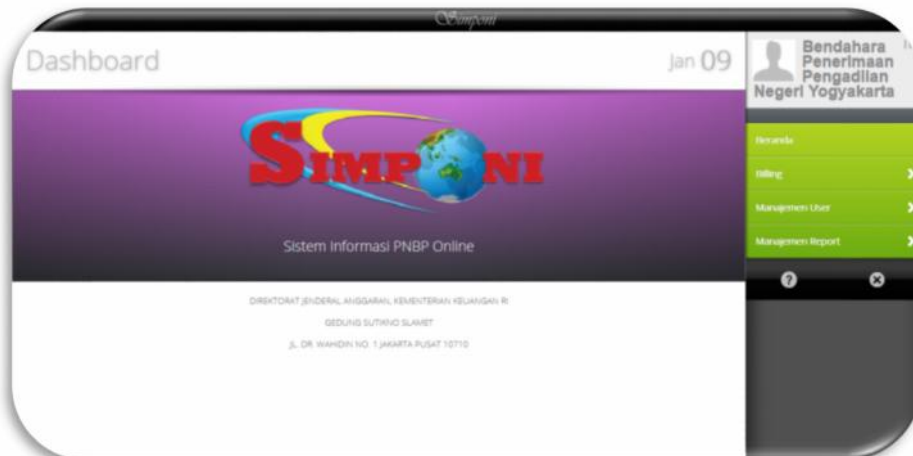 Simponi
Dashboard
Jan 09
SIMPONI
Sistem Informasi PNBP Online
DIREKTORAT JENDERAL ANGGARAN, KEMENTERIAN KEUANGAN RI
GEDUNG SUTIKNO SLAMET
JL. DR. WAHIDIN NO. 1 JAKARTA PUSAT 10710
Bendahara
Penerimaan
Pengadilan
Negeri Yogyakarta
Beranda
Billing
Manajemen User
Manajemen Report
?